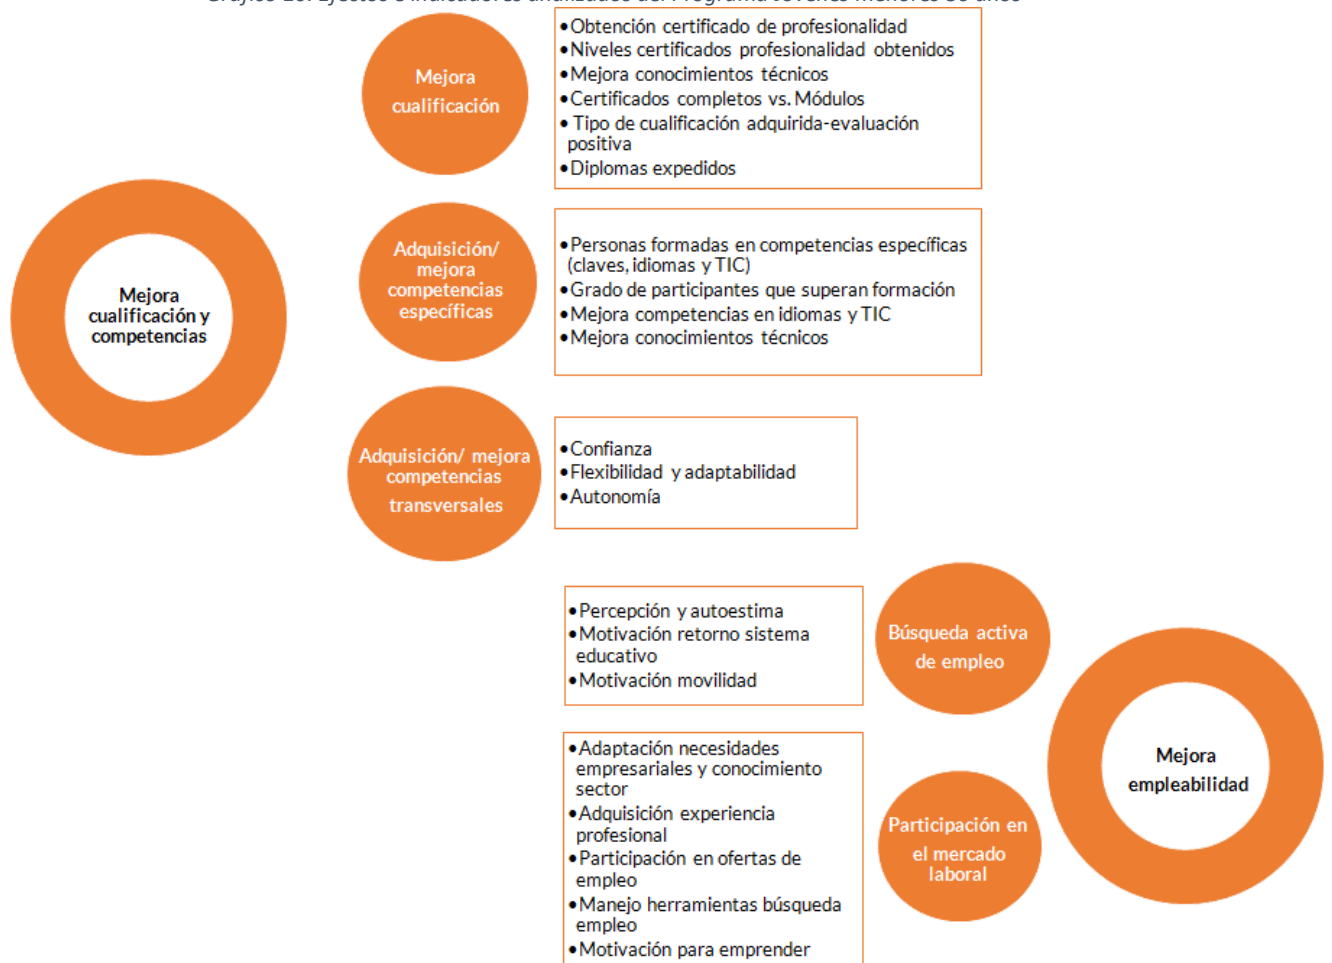 Mejora
cualificación
•Obtención certificado de profesionalidad
•Niveles certificados profesionalidad obtenidos
•Mejora conocimientos técnicos
•Certificados completos vs. Módulos
• Tipo de cualificación adquirida-evaluación
positiva
•Diplomas expedidos
Mejora
cualificación y
competencias
Adquisición/
mejora
competencias
específicas
•Personas formadas en competencias específicas
(claves, idiomas y TIC)
•Grado de participantes que superan formación
•Mejora competencias en idiomas y TIC
•Mejora conocimientos técnicos
Adquisición/ mejora
competencias
transversales
•Confianza
•Flexibilidad y adaptabilidad
•Autonomía
•Percepción y autoestima
•Motivación retorno sistema
educativo
•Motivación movilidad
Búsqueda activa
de empleo
Mejora
empleabilidad
•Adaptación necesidades
empresariales y conocimiento
sector
•Adquisición experiencia
profesional
•Participación en ofertas de
empleo
•Manejo herramientas búsqueda
empleo
•Motivación para emprender
Participación en
el mercado
laboral